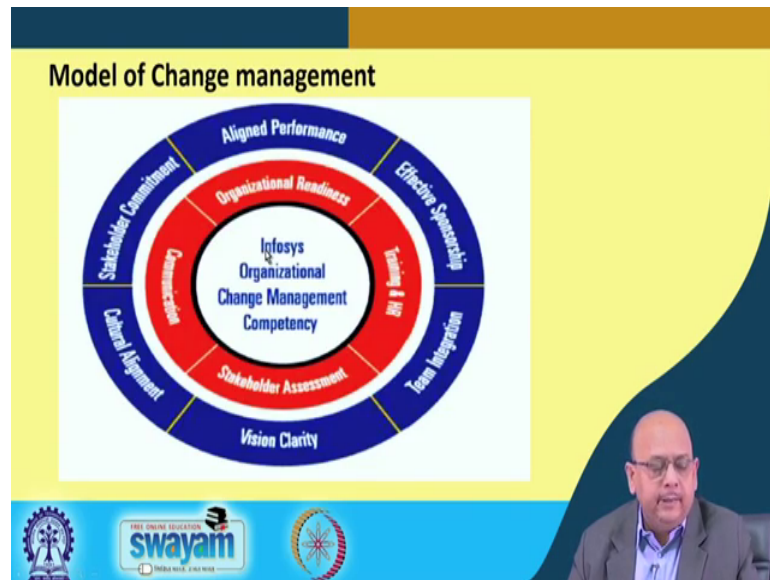 Model of Change management
Aligned Performance
Effective Sponsorship
Team Integration
Vision Clarity
Cultural Alignment
Stakeholder Commitment
Organizational Readiness
Training & HR
Stakeholder Assessment
Communication
Infosys
Organizational
Change Management
Competency
FREE ONLINE EDUCATION
swayam